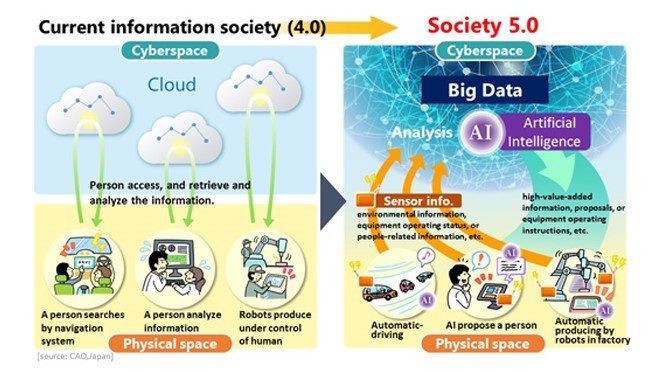 Current information society (4.0)
Society 5.0
Cyberspace
Cloud
Person access, and retrieve and
analyze the information.
A person searches
by navigation
system
A person analyze
information
Robots produce
under control
of human
Physical space
[source: CAO,Japan]
Cyberspace
Big Data
Analysis
AI
Artificial
Intelligence
Sensor info.
environmental information,
equipment operating status, or
people-related information, etc.
high-value-added
information, proposals, or
equipment operating
instructions, etc.
AI
AI
AI
Automatic-
driving
AI propose a person
Automatic
producing by
robots in factory
Physical space